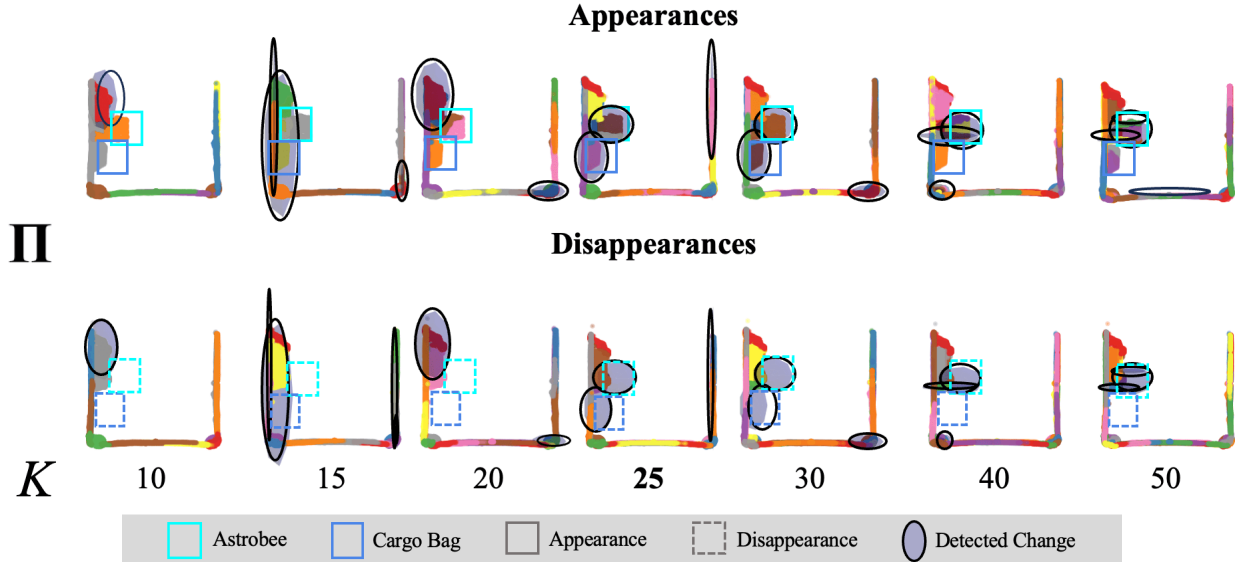 Appearances
Π
Disappearances
K 10 15 20 25 30 40 50
Astrobee Cargo Bag Appearance Disappearance Detected Change